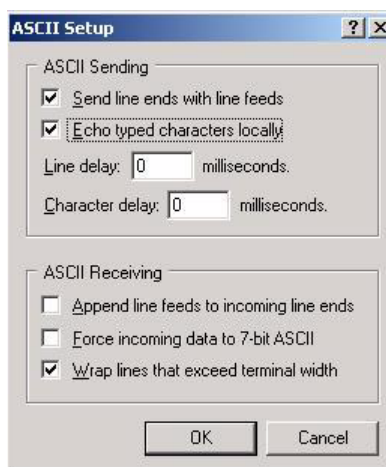 ASCII Setup
ASCII Sending
Send line ends with line feeds
Echo typed characters locally
Line delay: 0 milliseconds.
Character delay: 0 milliseconds.
ASCII Receiving
Append line feeds to incoming line ends
Force incoming data to 7-bit ASCII
Wrap lines that exceed terminal width
OK Cancel